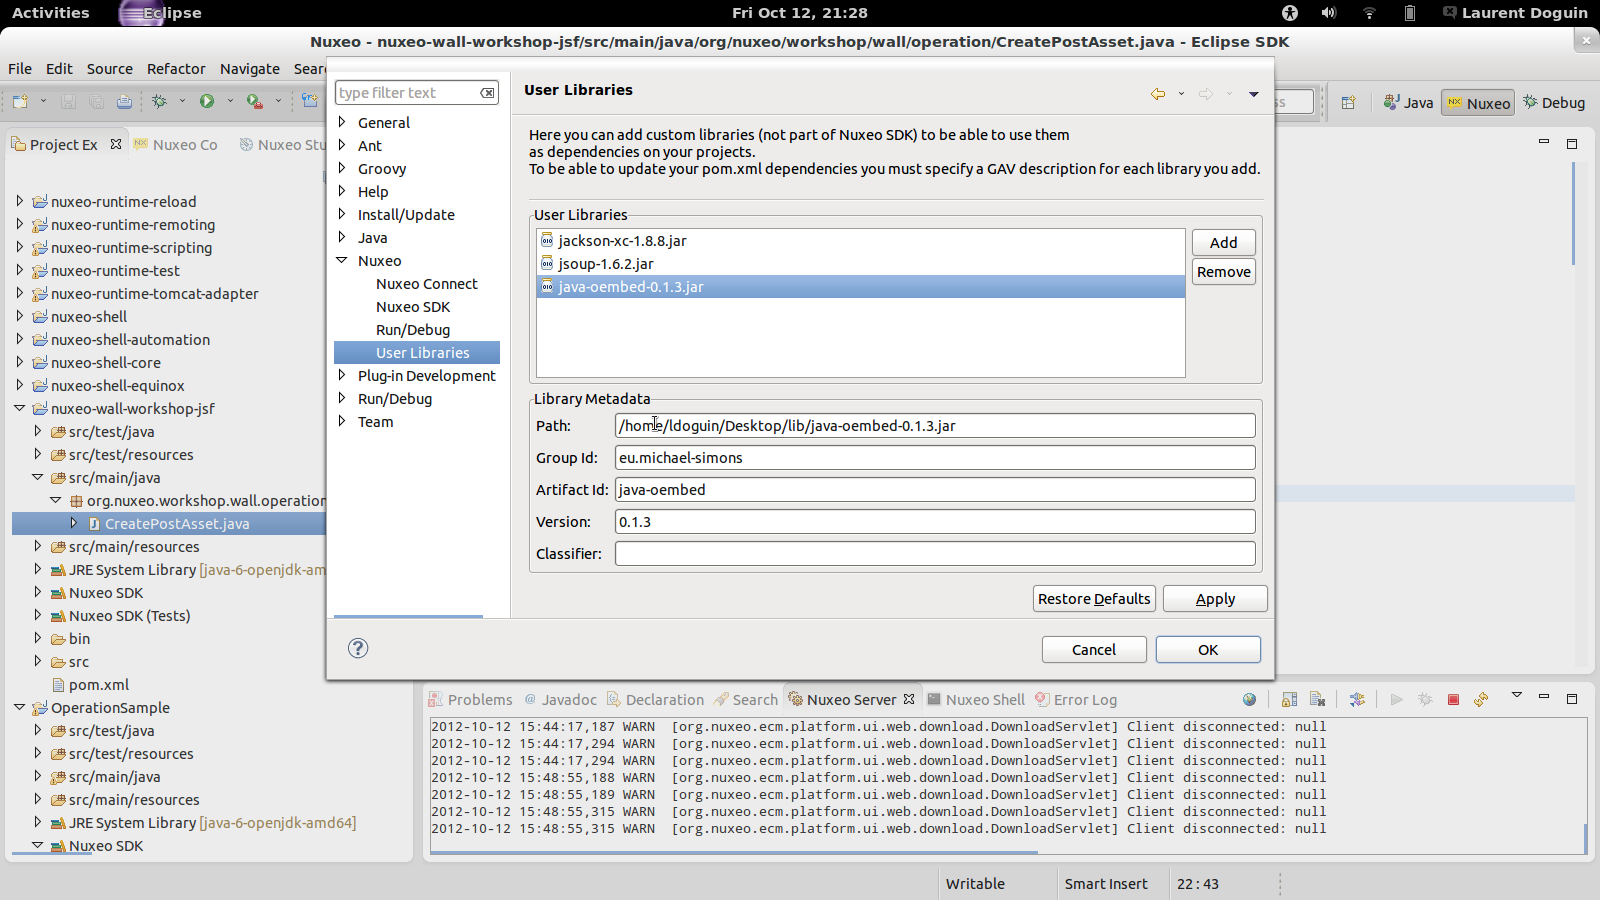 Activities
Eclipse
Fri Oct 12, 21:28
Laurent Doguin
Nuxeo - nuxeo-wall-workshop-jsf/src/main/java/org/nuxeo/workshop/wall/operation/CreatePostAsset.java - Eclipse SDK
File Edit Source Refactor Navigate Sear
Java
Nuxeo
Debug
Project Ex
Nuxeo Co
Nuxeo Stu
nuxeo-runtime-reload
nuxeo-runtime-remoting
nuxeo-runtime-scripting
nuxeo-runtime-test
nuxeo-runtime-tomcat-adapter
nuxeo-shell
nuxeo-shell-automation
nuxeo-shell-core
nuxeo-shell-equinox
nuxeo-wall-workshop-jsf
src/test/java
src/test/resources
src/main/java
org.nuxeo.workshop.wall.operation
CreatePostAsset.java
src/main/resources
JRE System Library [java-6-openjdk-am
Nuxeo SDK
Nuxeo SDK (Tests)
bin
src
pom.xml
OperationSample
src/test/java
src/test/resources
src/main/java
src/main/resources
JRE System Library [java-6-openjdk-amd64]
Nuxeo SDK
type filter text
General
Ant
Groovy
Help
Install/Update
Java
Nuxeo
Nuxeo Connect
Nuxeo SDK
Run/Debug
User Libraries
Plug-in Development
Run/Debug
Team
User Libraries
Here you can add custom libraries (not part of Nuxeo SDK) to be able to use them
as dependencies on your projects.
To be able to update your pom.xml dependencies you must specify a GAV description for each library you add.
User Libraries
jackson-xc-1.8.8.jar
jsoup-1.6.2.jar
java-oembed-0.1.3.jar
Add
Remove
Library Metadata
Path: /home/ldoguin/Desktop/lib/java-oembed-0.1.3.jar
Group Id: eu.michael-simons
Artifact Id: java-oembed
Version: 0.1.3
Classifier:
Restore Defaults
Apply
Cancel
OK
Problems
@ Javadoc
Declaration
Search
Nuxeo Server
Nuxeo Shell
Error Log
2012-10-12 15:44:17,187 WARN [org.nuxeo.ecm.platform.ui.web.download.DownloadServlet] Client disconnected: null
2012-10-12 15:44:17,294 WARN [org.nuxeo.ecm.platform.ui.web.download.DownloadServlet] Client disconnected: null
2012-10-12 15:44:17,294 WARN [org.nuxeo.ecm.platform.ui.web.download.DownloadServlet] Client disconnected: null
2012-10-12 15:48:55,188 WARN [org.nuxeo.ecm.platform.ui.web.download.DownloadServlet] Client disconnected: null
2012-10-12 15:48:55,189 WARN [org.nuxeo.ecm.platform.ui.web.download.DownloadServlet] Client disconnected: null
2012-10-12 15:48:55,315 WARN [org.nuxeo.ecm.platform.ui.web.download.DownloadServlet] Client disconnected: null
2012-10-12 15:48:55,315 WARN [org.nuxeo.ecm.platform.ui.web.download.DownloadServlet] Client disconnected: null
Writable
Smart Insert
22 : 43